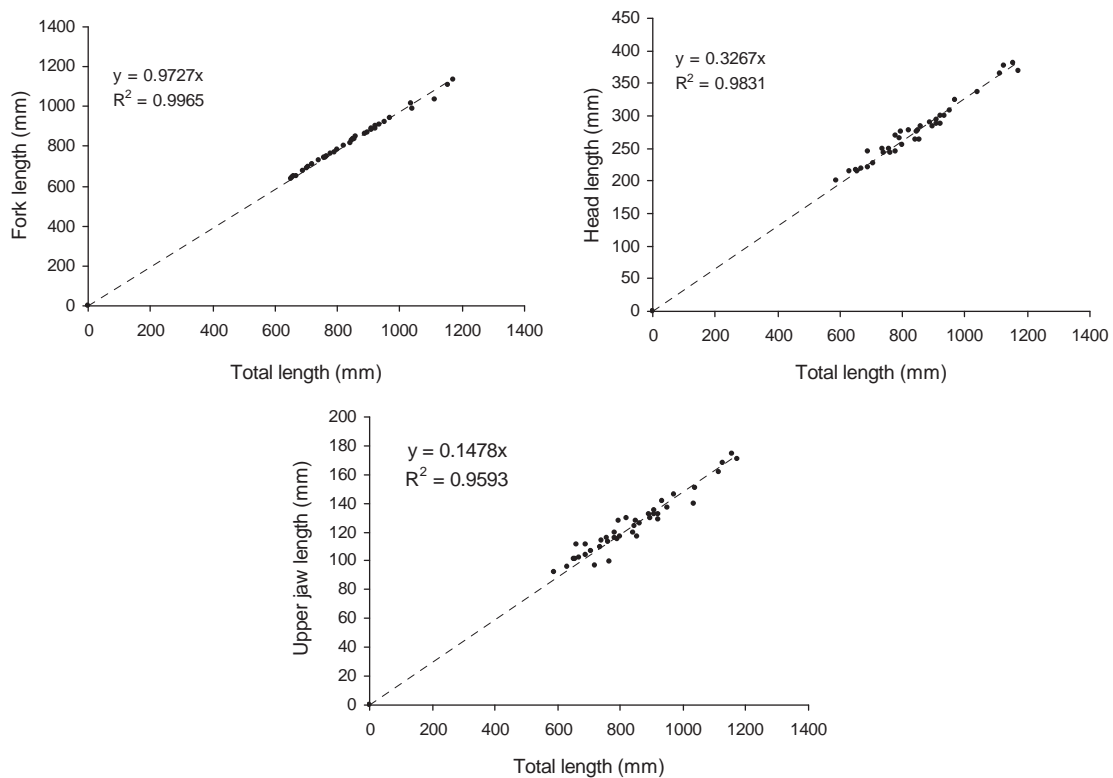 1400
1200
1000
800
600
400
200
0
Fork length (mm)
y = 0.9727x
R² = 0.9965
0 200 400 600 800 1000 1200 1400
Total length (mm)
450
400
350
300
250
200
150
100
50
0
Head length (mm)
y = 0.3267x
R² = 0.9831
0 200 400 600 800 1000 1200 1400
Total length (mm)
200
180
160
140
120
100
80
60
40
20
0
Upper jaw length (mm)
y = 0.1478x
R² = 0.9593
0 200 400 600 800 1000 1200 1400
Total length (mm)